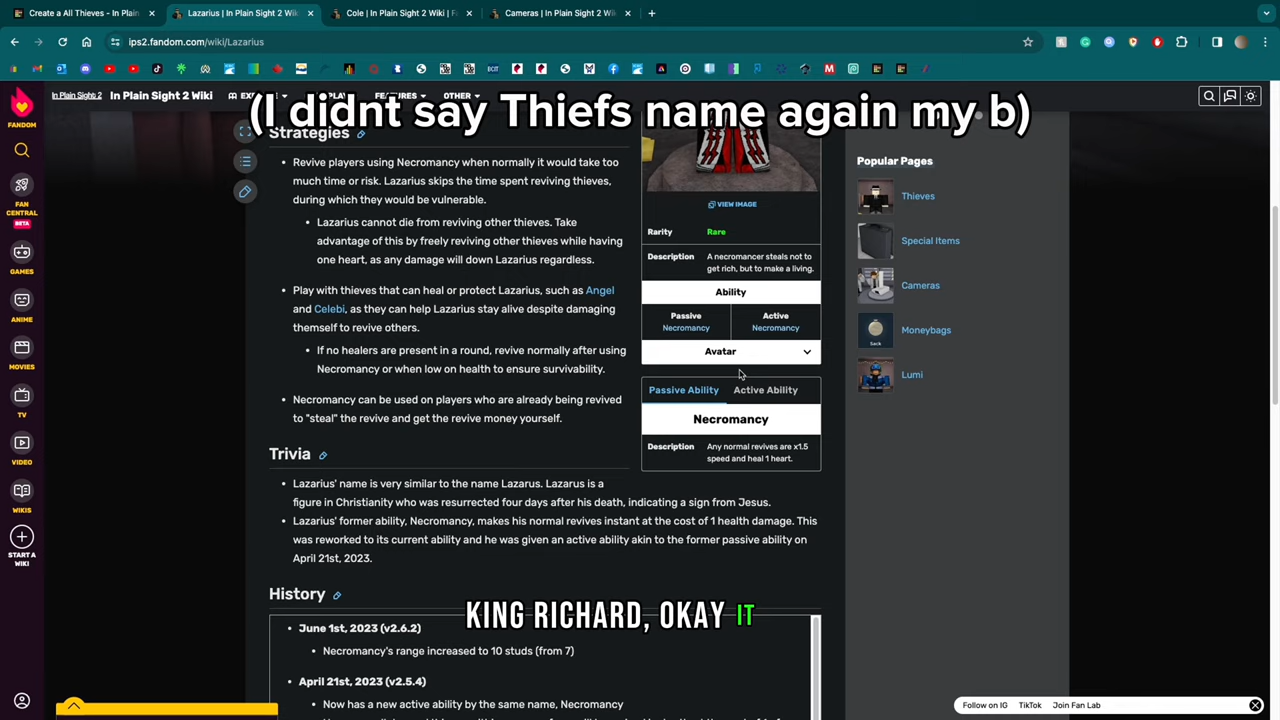 Create a All Thieves - In Plain
Lazarius | In Plain Sight 2 Wiki
Cole | In Plain Sight 2 Wiki | F
Cameras | In Plain Sight 2 Wiki
ips2.fandom.com/wiki/Lazarius
In Plain Sight 2
In Plain Sight 2 Wiki
FEATURES
OTHER
(I didnt say Thiefs name again my b)
FANDOM
FAN
CENTRAL
BETA
GAMES
ANIME
MOVIES
TV
VIDEO
WIKIS
START A
WIKI
Strategies
Revive players using Necromancy when normally it would take too
much time or risk. Lazarius skips the time spent reviving thieves,
during which they would be vulnerable.
Lazarius cannot die from reviving other thieves. Take
advantage of this by freely reviving other thieves while having
one heart, as any damage will down Lazarius regardless.
Play with thieves that can heal or protect Lazarius, such as Angel
and Celebi, as they can help Lazarius stay alive despite damaging
themself to revive others.
If no healers are present in a round, revive normally after using
Necromancy or when low on health to ensure survivability.
Necromancy can be used on players who are already being revived
to "steal" the revive and get the revive money yourself.
Trivia
Lazarius' name is very similar to the name Lazarus. Lazarus is a
figure in Christianity who was resurrected four days after his death, indicating a sign from Jesus.
Lazarius' former ability, Necromancy, makes his normal revives instant at the cost of 1 health damage. This
was reworked to its current ability and he was given an active ability akin to the former passive ability on
April 21st, 2023.
History
June 1st, 2023 (v2.6.2)
Necromancy's range increased to 10 studs (from 7)
April 21st, 2023 (v2.5.4)
Now has a new active ability by the same name, Necromancy
VIEW IMAGE
Rarity Rare
Description A necromancer steals not to
get rich, but to make a living.
Ability
Passive Active
Necromancy Necromancy
Avatar
Passive Ability Active Ability
Necromancy
Description Any normal revives are x1.5
speed and heal 1 heart.
Popular Pages
Thieves
Special Items
Cameras
Moneybags
Sack
Lumi
KING RICHARD, OKAY IT
Follow on IG TikTok Join Fan Lab